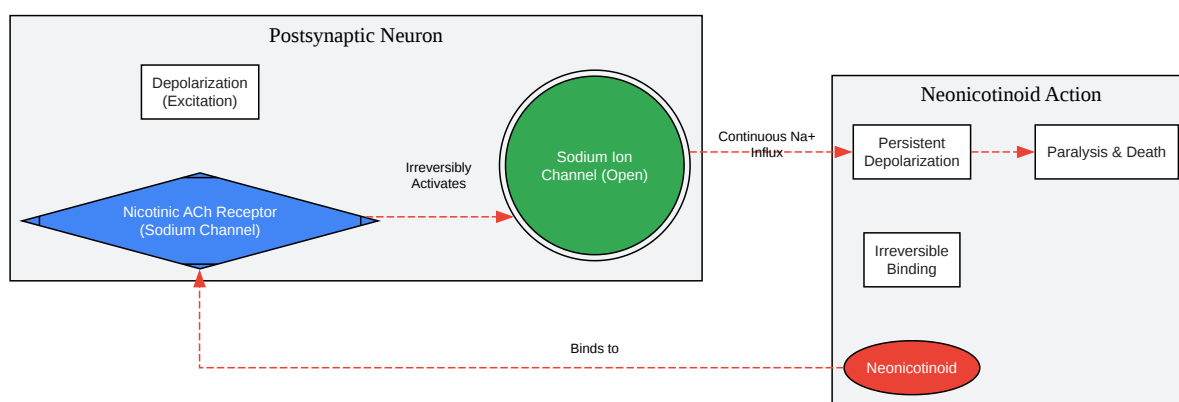 Postsynaptic Neuron
Depolarization
(Excitation)
Nicotinic ACh Receptor
(Sodium Channel)
Irreversibly
Activates
Sodium Ion
Channel (Open)
Continuous Na+
Influx
Neonicotinoid Action
Persistent
Depolarization
Paralysis & Death
Irreversible
Binding
Binds to
Neonicotinoid